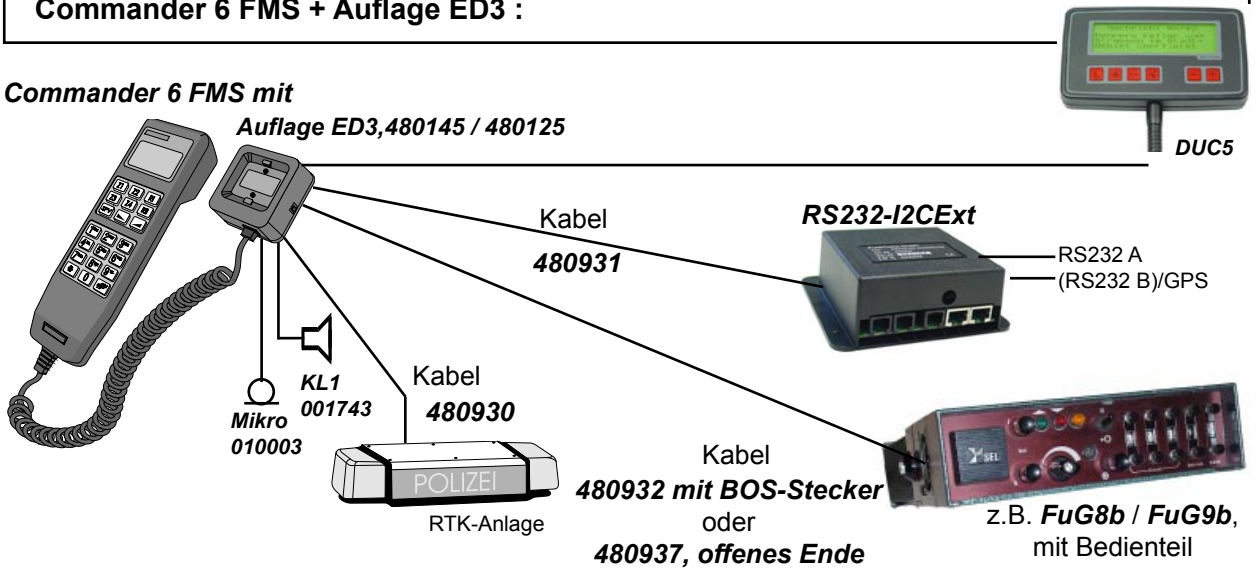 Commander 6 FMS + Auflage ED3 :
Commander 6 FMS mit
Auflage ED3,480145 / 480125
DUC5
Kabel
480931
RS232-I2CExt
RS232 A
(RS232 B)/GPS
KL1
001743
Mikro
010003
Kabel
480930
POLIZEI
RTK-Anlage
Kabel
480932 mit BOS-Stecker
oder
480937, offenes Ende
SEL
z.B. FuG8b / FuG9b,
mit Bedienteil